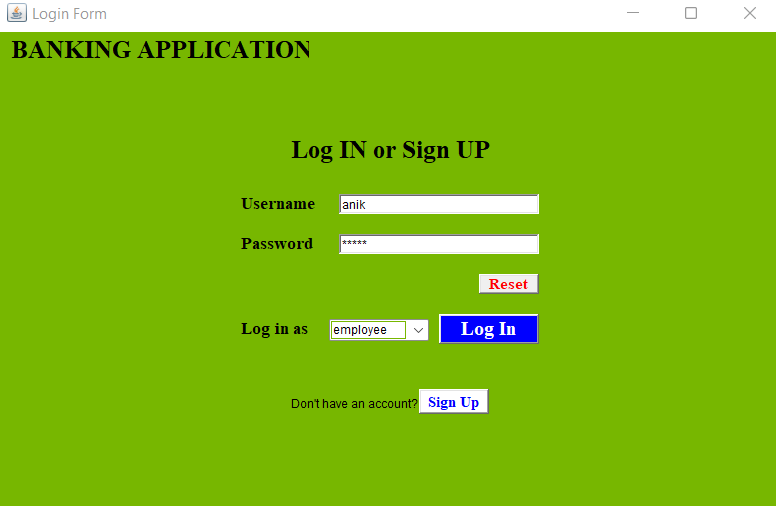 Login Form
BANKING APPLICATION
Log IN or Sign UP
Username anik
Password *****
Reset
Log in as employee Log In
Don't have an account? Sign Up